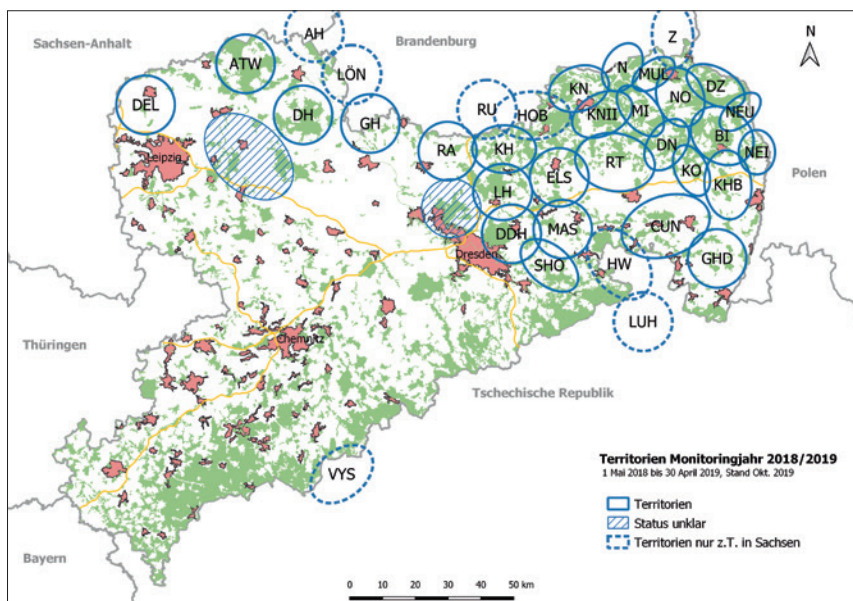 AH
Z
Sachsen-Anhalt
Brandenburg
N
ATW
LÖN
N
MUL
DEL
KN
NO
DZ
RU
HOB
DH
GH
KNII
MI
NEU
BI
Leipzig
RA
KH
ELS
RT
DN
NEI
KO
KHB
Polen
LH
DDH
MAS
CUN
Dresden
SHO
HW
GHD
LUH
Chemnitz
Thüringen
Tschechische Republik
VYS
Bayern
Territorien Monitoringjahr 2018/2019
1 Mai 2018 bis 30 April 2019, Stand Okt. 2019
Territorien
Status unklar
Territorien nur z.T. in Sachsen
0 10 20 30 40 50 km